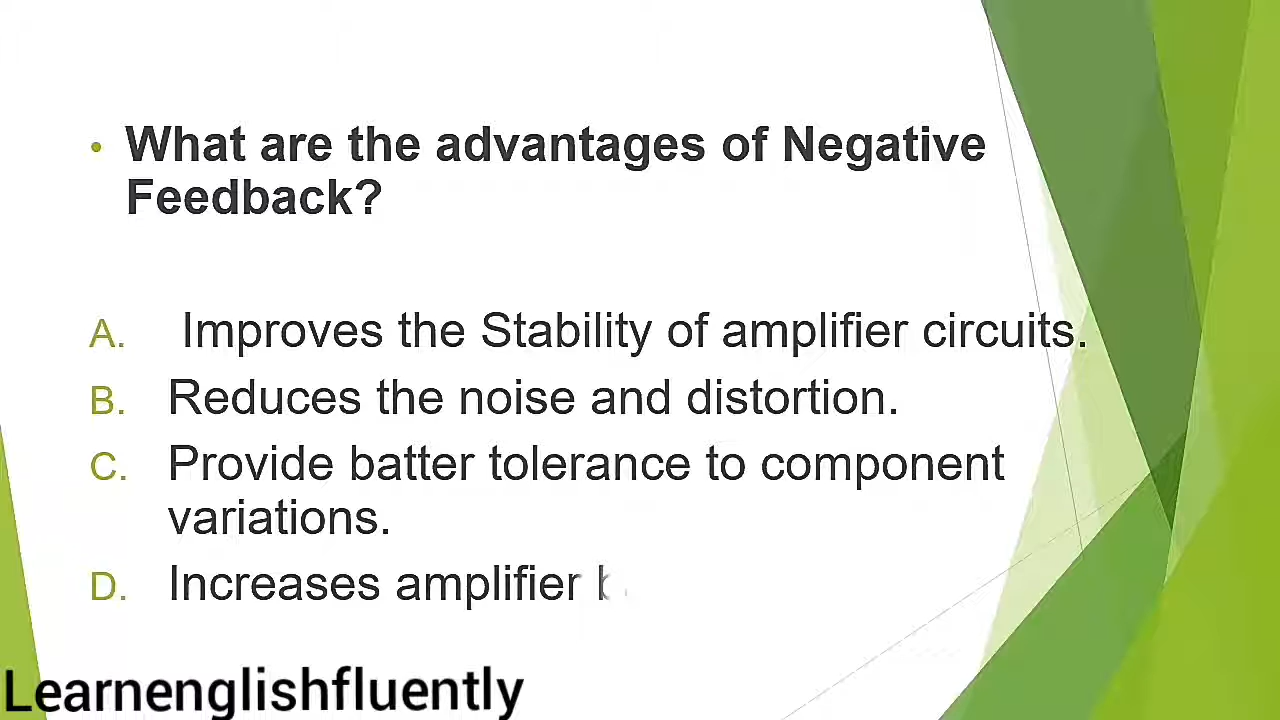 • What are the advantages of Negative
Feedback?
A. Improves the Stability of amplifier circuits.
B. Reduces the noise and distortion.
C. Provide batter tolerance to component
variations.
D. Increases amplifier
Learnenglishfluently